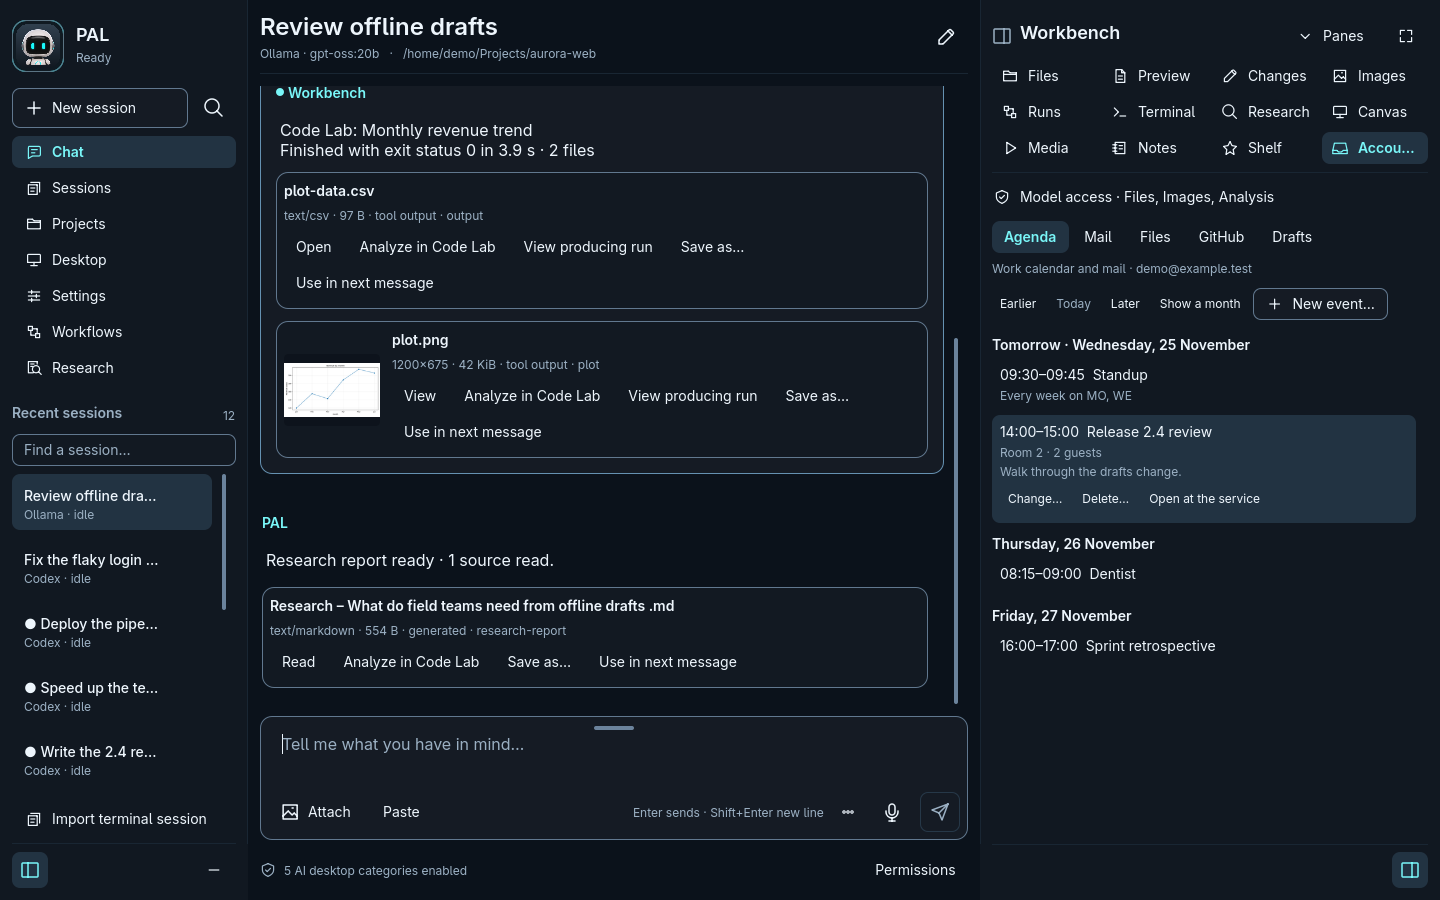 PAL
Ready
New session
Chat
Sessions
Projects
Desktop
Settings
Workflows
Research
Recent sessions
12
Find a session...
Review offline dra...
Ollama · idle
Fix the flaky login ...
Codex · idle
Deploy the pipe...
Codex · idle
Speed up the te...
Codex · idle
Write the 2.4 re...
Codex · idle
Import terminal session
Review offline drafts
Ollama · gpt-oss:20b · /home/demo/Projects/aurora-web
Workbench
Code Lab: Monthly revenue trend
Finished with exit status 0 in 3.9 s · 2 files
plot-data.csv
text/csv · 97 B · tool output · output
Open Analyze in Code Lab View producing run Save as...
Use in next message
plot.png
1200×675 · 42 KiB · tool output · plot
View Analyze in Code Lab View producing run Save as...
Use in next message
PAL
Research report ready · 1 source read.
Research – What do field teams need from offline drafts .md
text/markdown · 554 B · generated · research-report
Read Analyze in Code Lab Save as... Use in next message
Tell me what you have in mind...
Attach Paste Enter sends · Shift+Enter new line
5 AI desktop categories enabled Permissions
Workbench Panes
Files Preview Changes Images
Runs Terminal Research Canvas
Media Notes Shelf Accou...
Model access · Files, Images, Analysis
Agenda Mail Files GitHub Drafts
Work calendar and mail · demo@example.test
Earlier Today Later Show a month New event...
Tomorrow · Wednesday, 25 November
09:30–09:45 Standup
Every week on MO, WE
14:00–15:00 Release 2.4 review
Room 2 · 2 guests
Walk through the drafts change.
Change... Delete... Open at the service
Thursday, 26 November
08:15–09:00 Dentist
Friday, 27 November
16:00–17:00 Sprint retrospective